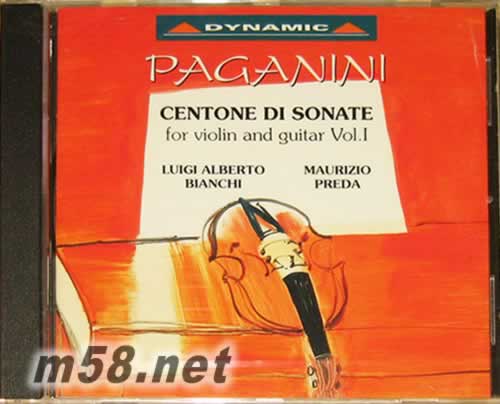 DYNAMIC
PAGANINI
CENTONE DI SONATE
for violin and guitar Vol.I
LUIGI ALBERTO MAURIZIO
BIANCHI PREDA
m58.net